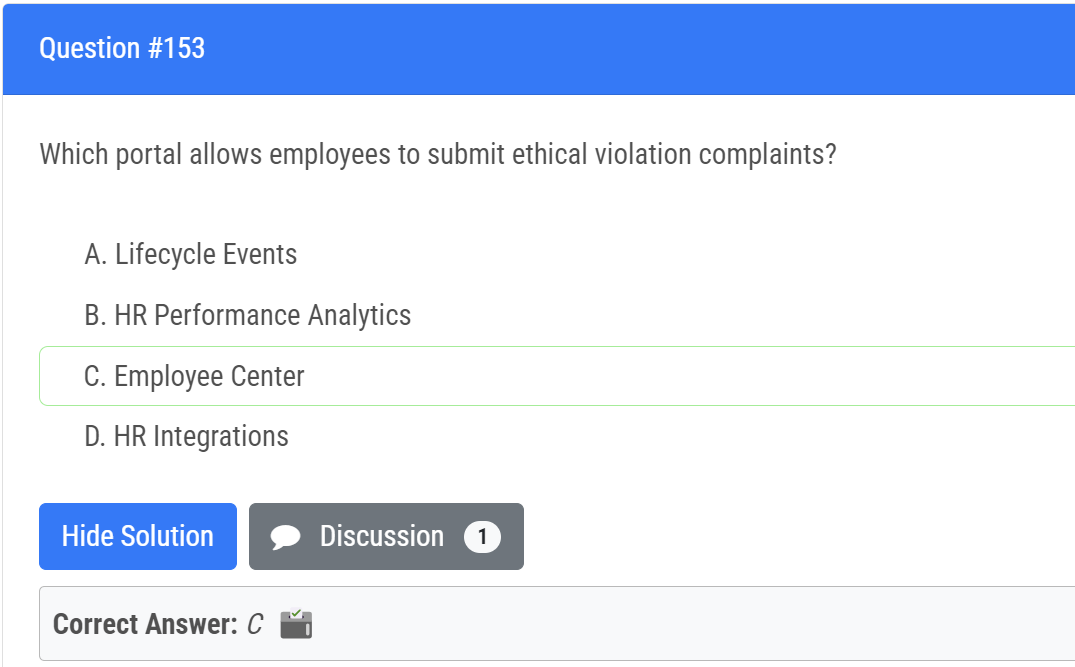 Question #153
Which portal allows employees to submit ethical violation complaints?
A. Lifecycle Events
B. HR Performance Analytics
C. Employee Center
D. HR Integrations
Hide Solution Discussion 1
Correct Answer: C